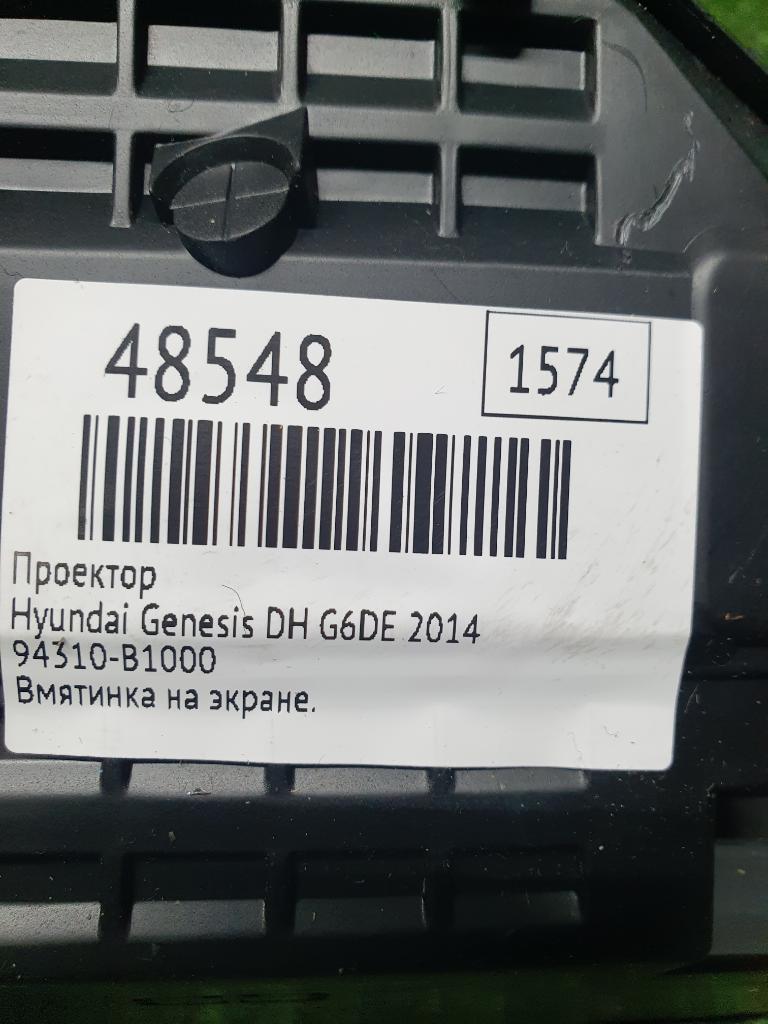 48548
1574
Проектор
Hyundai Genesis DH G6DE 2014
94310-B1000
Вмятинка на экране.